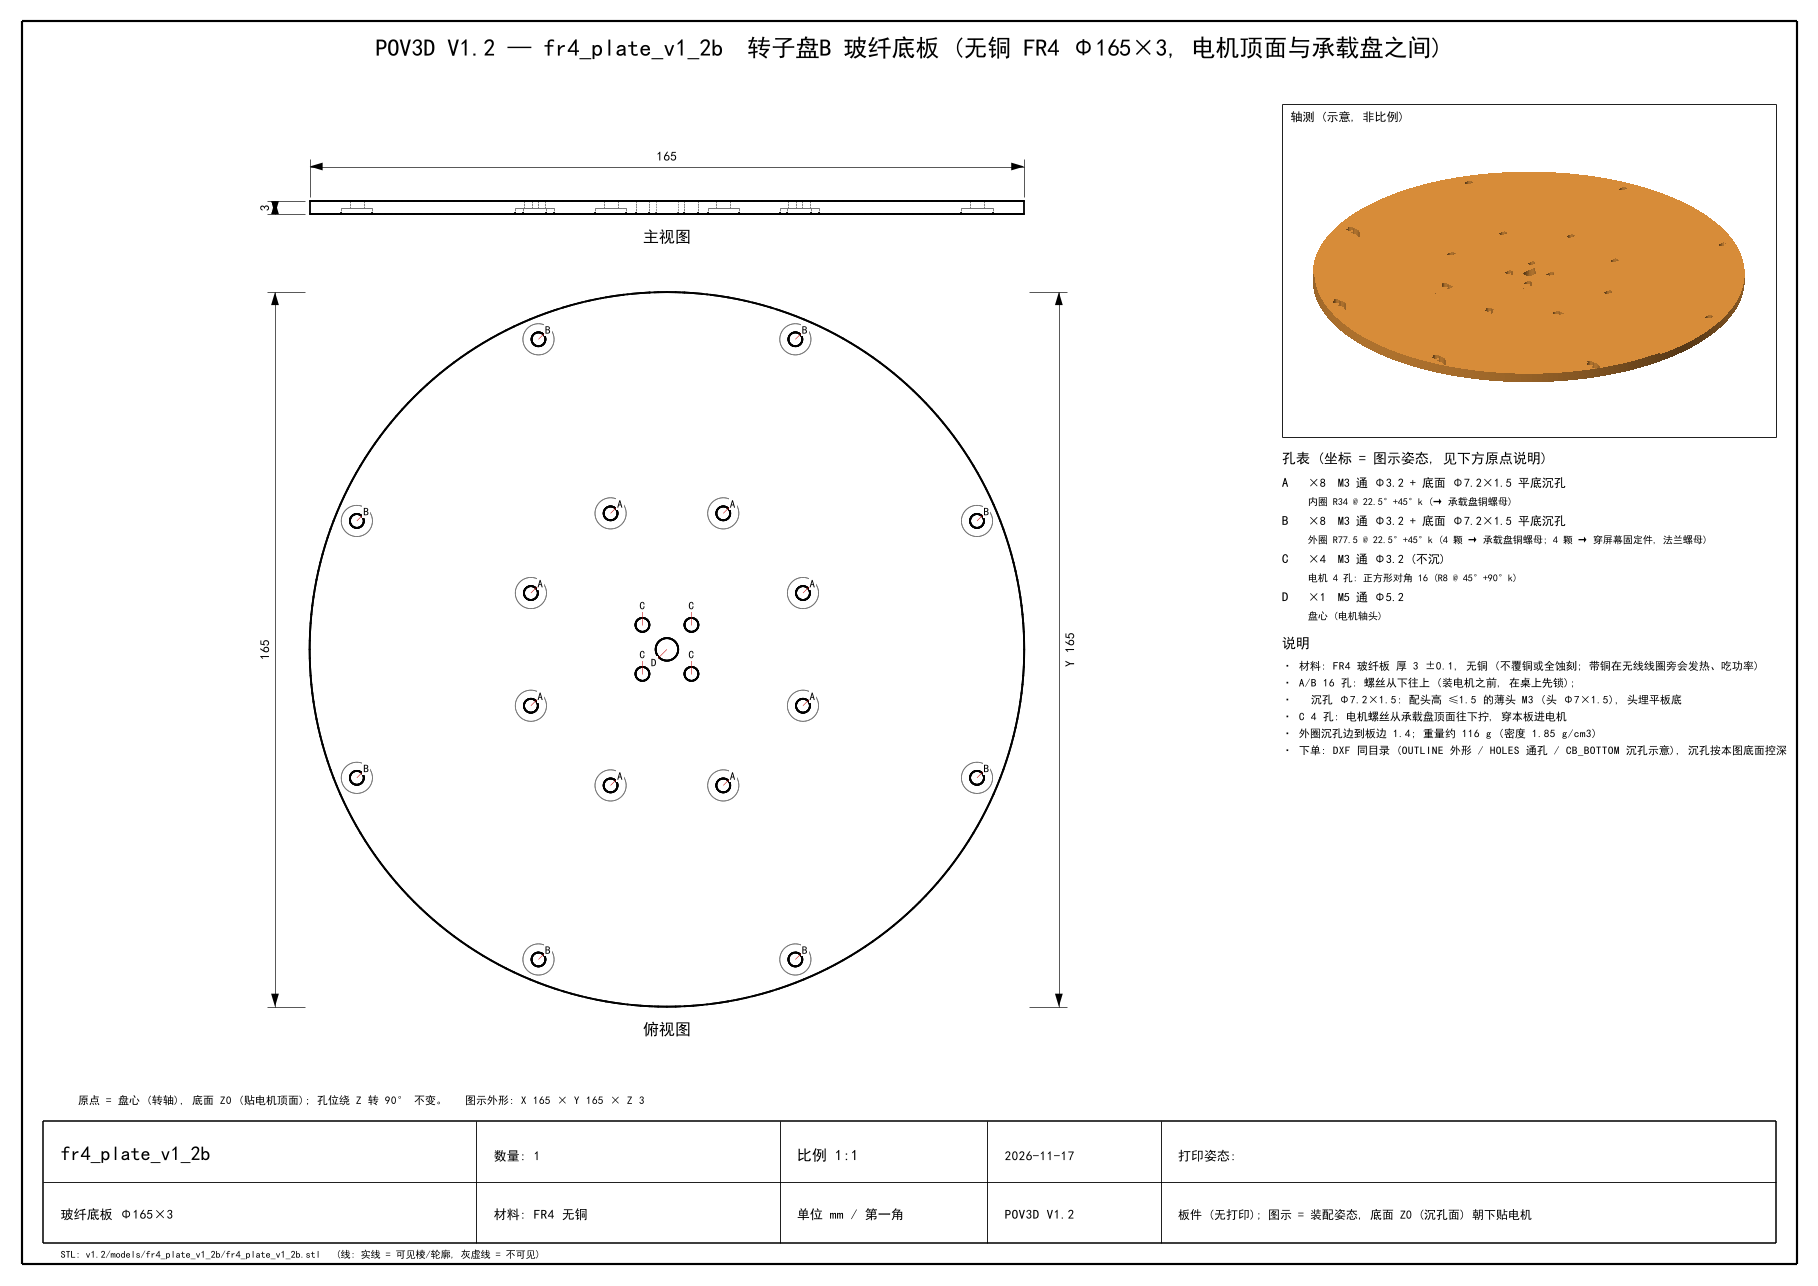 POV3D V1.2 — fr4_plate_v1_2b 转子盘B 玻纤底板 (无铜 FR4 Φ165×3, 电机顶面与承载盘之间)
165
3
主视图
165
Y 165
B
B
B
B
A
A
A
A
C
C
C
C
D
A
A
B
B
A
A
B
B
俯视图
轴测 (示意, 非比例)
孔表 (坐标 = 图示姿态, 见下方原点说明)
A ×8 M3 通 Φ3.2 + 底面 Φ7.2×1.5 平底沉孔
内圈 R34 @ 22.5° +45° k (→ 承载盘铜螺母)
B ×8 M3 通 Φ3.2 + 底面 Φ7.2×1.5 平底沉孔
外圈 R77.5 @ 22.5° +45° k (4 颗 → 承载盘铜螺母; 4 颗 → 穿屏幕固定件, 法兰螺母)
C ×4 M3 通 Φ3.2 (不沉)
电机 4 孔: 正方形对角 16 (R8 @ 45° +90° k)
D ×1 M5 通 Φ5.2
盘心 (电机轴头)
说明
· 材料: FR4 玻纤板 厚 3 ±0.1, 无铜 (不覆铜或全蚀刻; 带铜在无线线圈旁会发热、吃功率)
· A/B 16 孔: 螺丝从下往上 (装电机之前, 在桌上先锁);
· 沉孔 Φ7.2×1.5: 配头高 ≤1.5 的薄头 M3 (头 Φ7×1.5), 头埋平板底
· C 4 孔: 电机螺丝从承载盘顶面往下拧, 穿本板进电机
· 外圈沉孔边到板边 1.4; 重量约 116 g (密度 1.85 g/cm3)
· 下单: DXF 同目录 (OUTLINE 外形 / HOLES 通孔 / CB_BOTTOM 沉孔示意), 沉孔按本图底面控深
原点 = 盘心 (转轴), 底面 Z0 (贴电机顶面); 孔位绕 Z 转 90° 不变。 图示外形: X 165 × Y 165 × Z 3
fr4_plate_v1_2b
数量: 1
比例 1:1
2026-11-17
打印姿态:
玻纤底板 Φ165×3
材料: FR4 无铜
单位 mm / 第一角
POV3D V1.2
板件 (无打印); 图示 = 装配姿态, 底面 Z0 (沉孔面) 朝下贴电机
STL: v1.2/models/fr4_plate_v1_2b/fr4_plate_v1_2b.stl (线: 实线 = 可见棱/轮廓, 灰虚线 = 不可见)